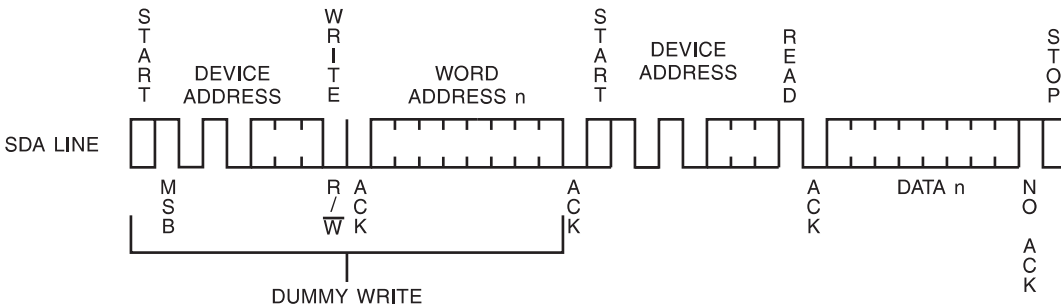 START
WRITE
START
READ
STOP
DEVICE
ADDRESS
WORD
ADDRESS n
DEVICE
ADDRESS
SDA LINE
MSB
R/W̅
ACK
ACK
ACK
DATA n
NO ACK
DUMMY WRITE